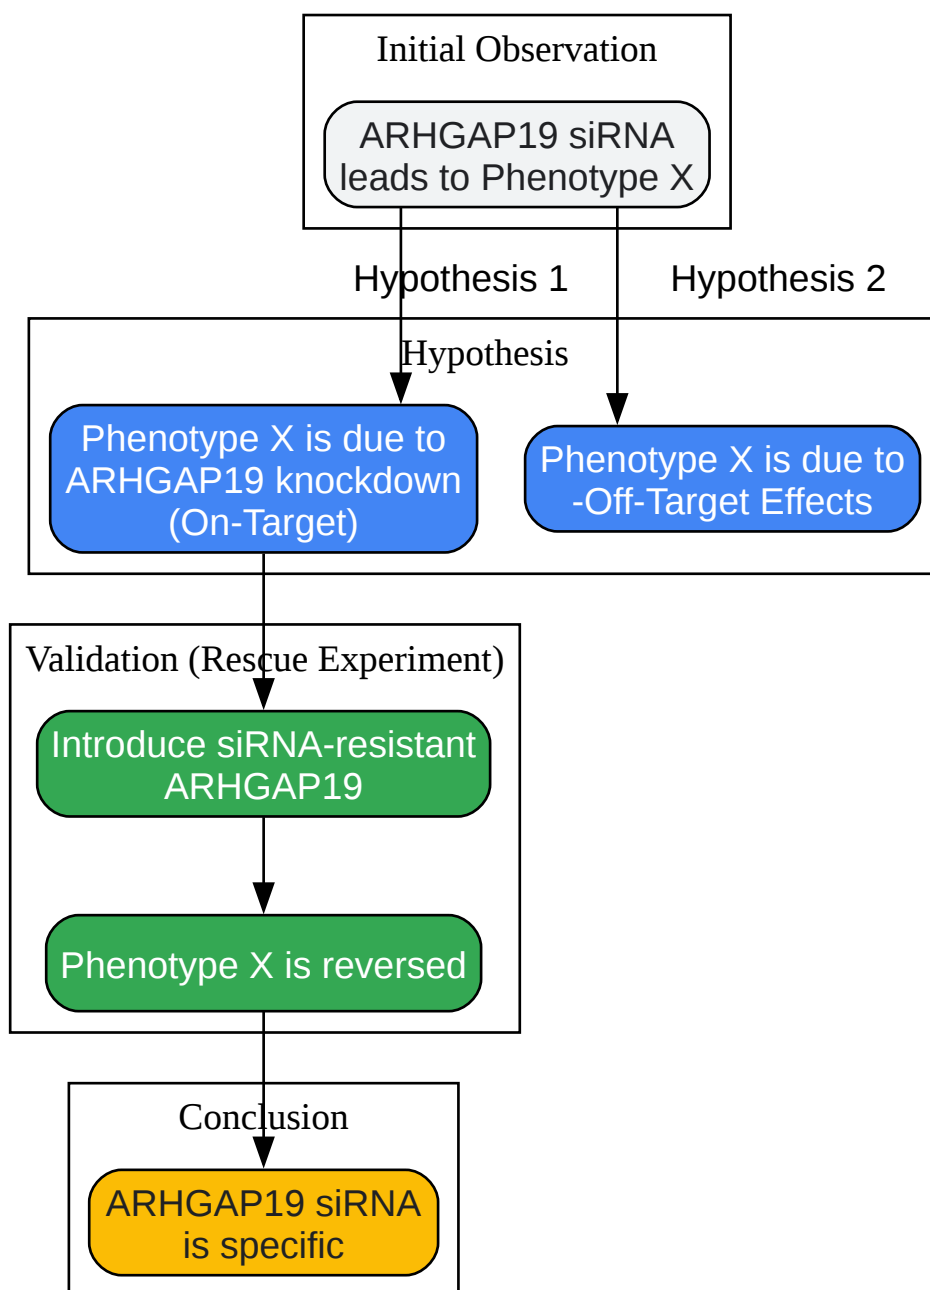 Initial Observation
ARHGAP19 siRNA
leads to Phenotype X
Hypothesis 1
Hypothesis 2
Hypothesis
Phenotype X is due to
ARHGAP19 knockdown
(On-Target)
Phenotype X is due to
-Off-Target Effects
Validation (Rescue Experiment)
Introduce siRNA-resistant
ARHGAP19
Phenotype X is reversed
Conclusion
ARHGAP19 siRNA
is specific